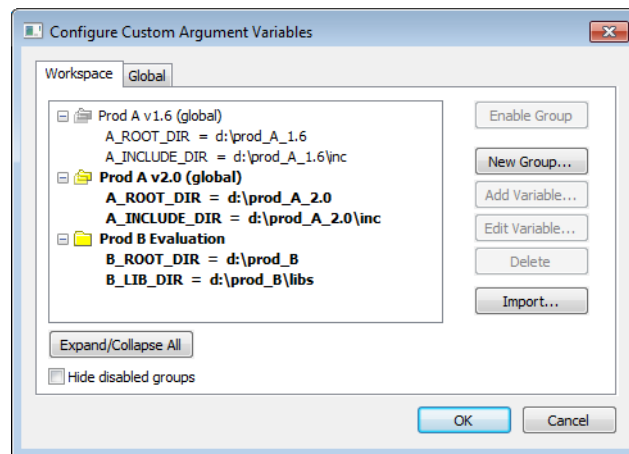 Configure Custom Argument Variables
Workspace
Global
Prod A v1.6 (global)
A_ROOT_DIR = d:\prod_A_1.6
A_INCLUDE_DIR = d:\prod_A_1.6\inc
Prod A v2.0 (global)
A_ROOT_DIR = d:\prod_A_2.0
A_INCLUDE_DIR = d:\prod_A_2.0\inc
Prod B Evaluation
B_ROOT_DIR = d:\prod_B
B_LIB_DIR = d:\prod_B\libs
Enable Group
New Group...
Add Variable...
Edit Variable...
Delete
Import...
Expand/Collapse All
Hide disabled groups
OK
Cancel